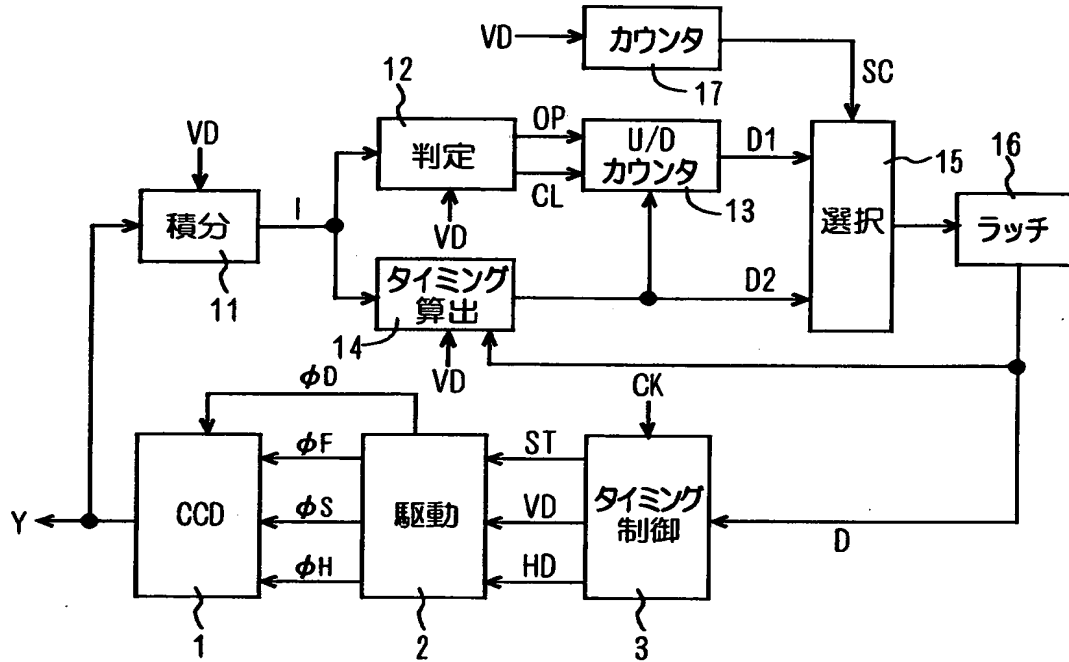 VD
カウンタ
17
SC
12
判定
OP
CL
U/D
カウンタ
13
D1
15
選択
16
ラッチ
VD
積分
11
I
VD
タイミング
算出
14
VD
D2
φD
CK
CCD
1
φF
φS
φH
駆動
2
ST
VD
HD
タイミング
制御
3
D
Y